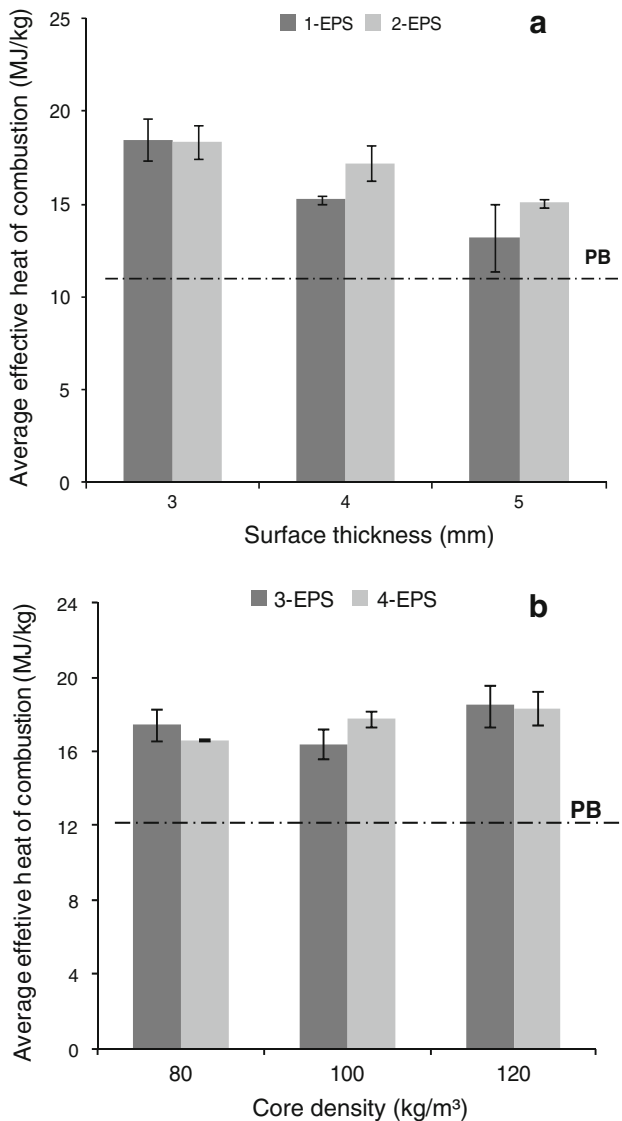 Average effective heat of combustion (MJ/kg)
25
20
15
10
5
0
1-EPS 2-EPS
a
PB
3 4 5
Surface thickness (mm)
Average effetive heat of combustion (MJ/kg)
24
20
16
12
8
4
0
3-EPS 4-EPS
b
PB
80 100 120
Core density (kg/m³)